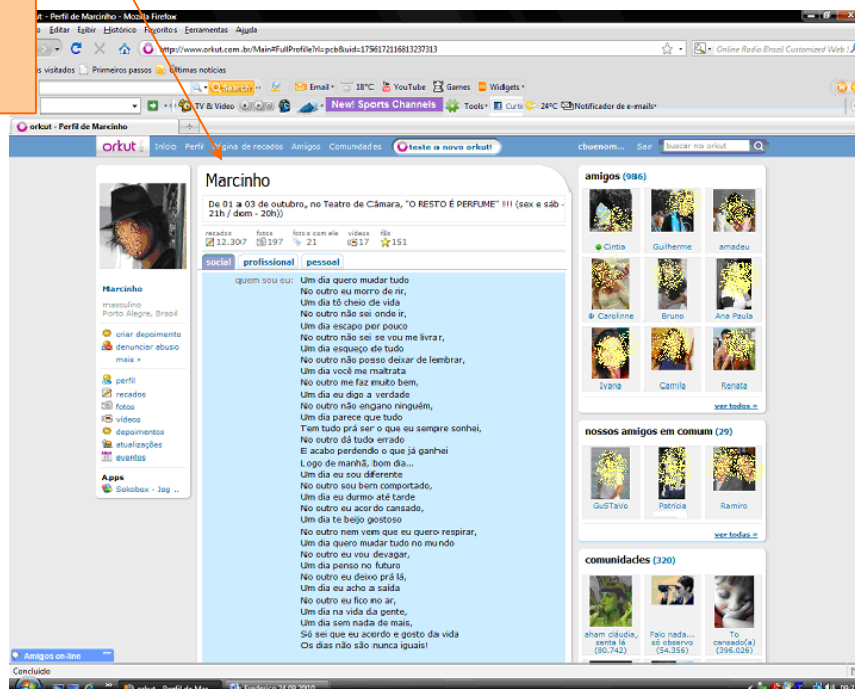 ut - Perfil de Marcinho - Mozilla Firefox
Editar Exibir Histórico Favoritos Ferramentas Ajuda
http://www.orkut.com.br/Main#FullProfile?rl=pcb&uid=1756172116813237313
Online Radio Brazil Customized Web
s visitados Primeiros passos Últimas notícias
Search Email 18°C YouTube Games Widgets
TV & Video New! Sports Channels Tools Curtir 24°C Notificador de e-mails
orkut - Perfil de Marcinho
orkut Início Perfil Página de recados Amigos Comunidades teste o novo orkut! cbuenom... Sair buscar no orkut
Marcinho
De 01 a 03 de outubro, no Teatro de Câmara, "O RESTO É PERFUME" !!! (sex e sáb - 21h / dom - 20h))
recados fotos fotos com ele vídeos fãs
12.307 197 21 17 151
social profissional pessoal
quem sou eu: Um dia quero mudar tudo
No outro eu morro de rir,
Um dia tô cheio de vida
No outro não sei onde ir,
Um dia escapo por pouco
No outro não sei se vou me livrar,
Um dia esqueço de tudo
No outro não posso deixar de lembrar,
Um dia você me maltrata
No outro me faz muito bem,
Um dia eu digo a verdade
No outro não engano ninguém,
Um dia parece que tudo
Tem tudo prá ser o que eu sempre sonhei,
No outro dá tudo errado
E acabo perdendo o que já ganhei
Logo de manhã, bom dia...
Um dia eu sou diferente
No outro sou bem comportado,
Um dia eu durmo até tarde
No outro eu acordo cansado,
Um dia te beijo gostoso
No outro nem vem que eu quero respirar,
Um dia quero mudar tudo no mundo
No outro eu vou devagar,
Um dia penso no futuro
No outro eu deixo prá lá,
Um dia eu acho a saída
No outro eu fico no ar,
Um dia na vida da gente,
Um dia sem nada de mais,
Só sei que eu acordo e gosto da vida
Os dias não são nunca iguais!
Marcinho
masculino
Porto Alegre, Brasil
criar depoimento
denunciar abuso
mais »
perfil
recados
fotos
vídeos
depoimentos
atualizações
eventos
Apps
Sokobox - Jog ..
amigos (986)
Cintia Guilherme amadeu
Carolinne Bruno Ana Paula
Ivana Camila Renata
ver todos »
nossos amigos em comum (29)
GuSTaVo Patrícia Ramiro
ver todos »
comunidades (320)
aham cláudia, senta lá (80.742)
Falo nada... só observo (54.356)
To cansado(a) (396.026)
Amigos on-line
Concluído
orkut - Perfil de Mar... Frederico 24.09.2010